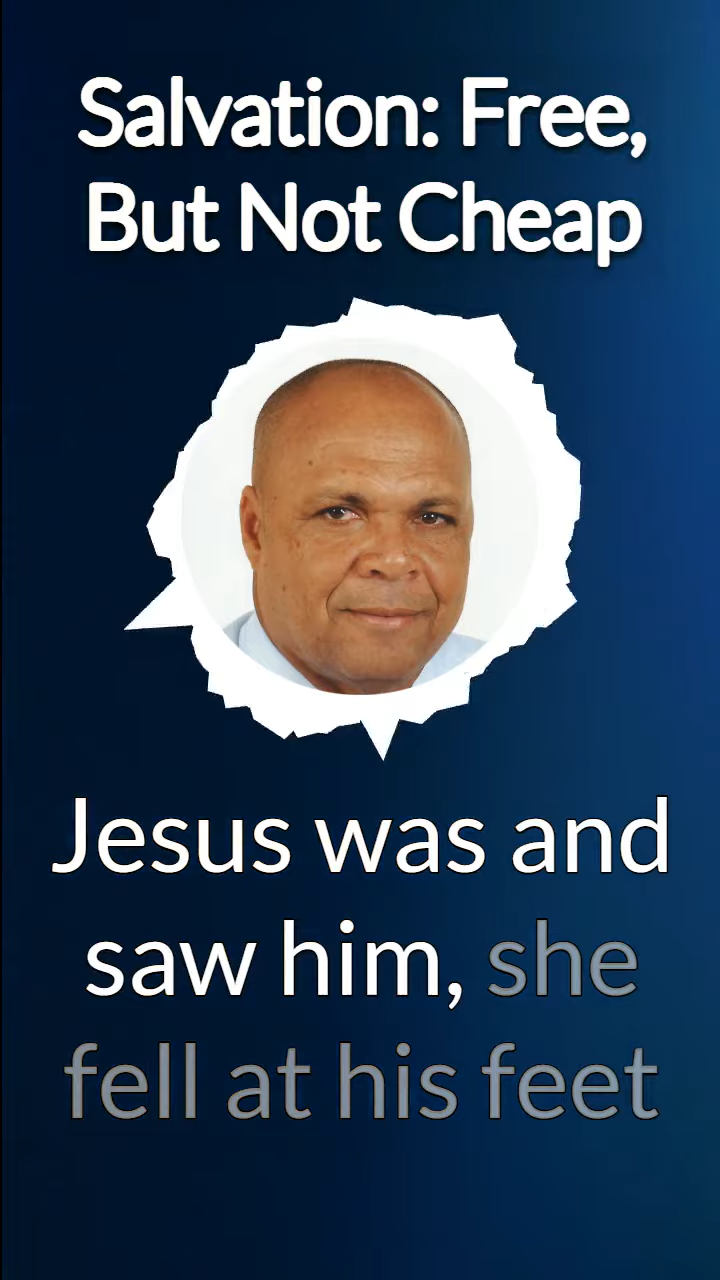 Salvation: Free,
But Not Cheap
Jesus was and
saw him, she
fell at his feet